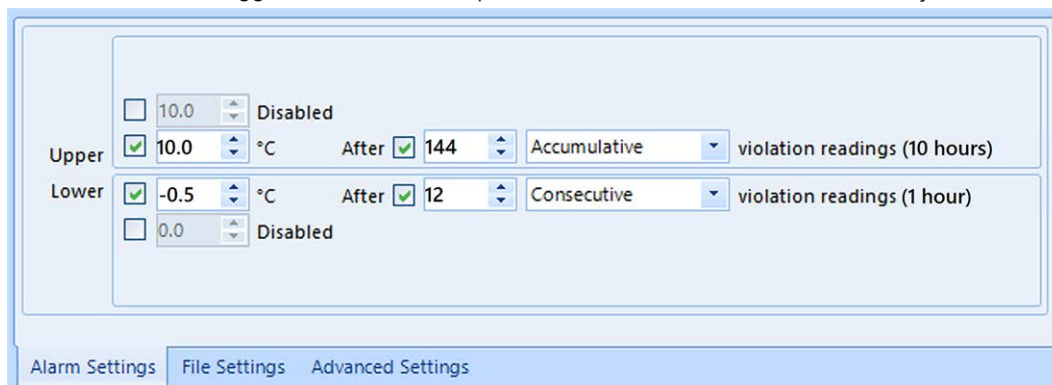 10.0 Disabled
Upper 10.0 °C After 144 Accumulative violation readings (10 hours)
Lower -0.5 °C After 12 Consecutive violation readings (1 hour)
0.0 Disabled
Alarm Settings File Settings Advanced Settings